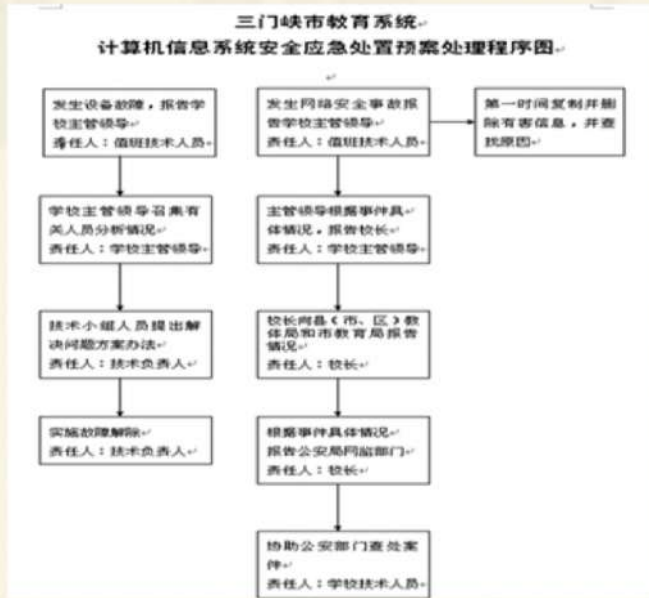 三门峡市教育系统
计算机信息系统安全应急处置预案处理程序图
发生设备故障，报告学
校主管领导
责任人：值班技术人员
学校主管领导召集有
关人员分析情况
责任人：学校主管领导
技术小组人员提出解
决问题方案办法
责任人：技术负责人
实施故障解除
责任人：技术负责人
发生网络安全事故报
告学校主管领导
责任人：值班技术人员
主管领导根据事件具
体情况，报告校长
责任人：学校主管领导
校长向县（市、区）教
体局和市教育局报告
情况
责任人：校长
根据事件具体情况
报告公安局网监部门
责任人：校长
协助公安部门查处案
件
责任人：学校技术人员
第一时间复制并删
除有害信息，并查
找原因